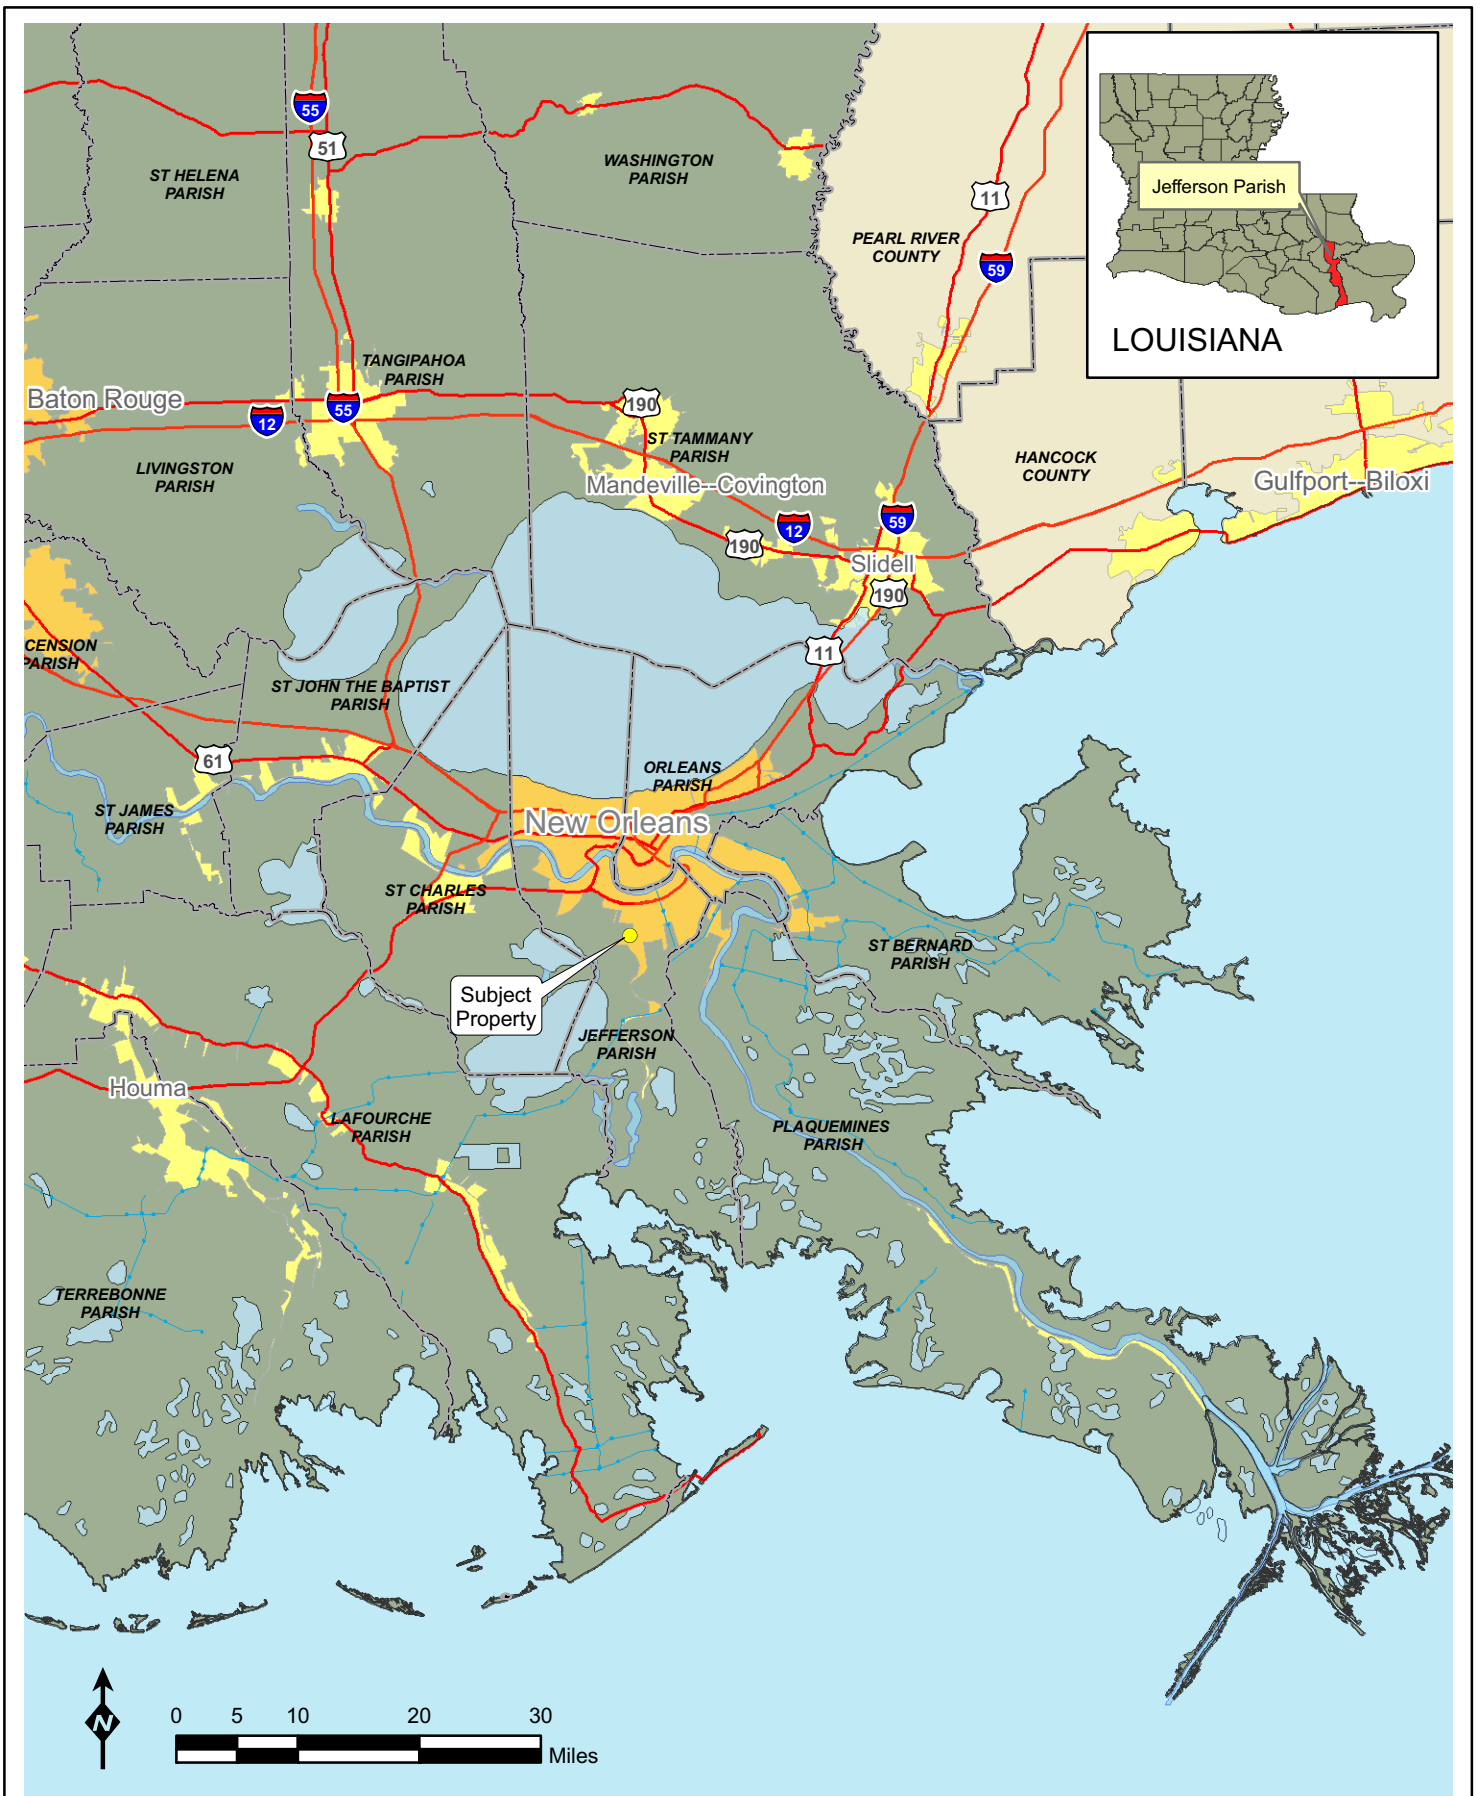 55
51
ST HELENA
PARISH
WASHINGTON
PARISH
11
PEARL RIVER
COUNTY
59
Jefferson Parish
LOUISIANA
TANGIPAHOA
PARISH
Baton Rouge
12
55
190
ST TAMMANY
PARISH
LIVINGSTON
PARISH
Mandeville--Covington
HANCOCK
COUNTY
Gulfport--Biloxi
190
12
59
Slidell
190
CENSION
PARISH
11
ST JOHN THE BAPTIST
PARISH
61
ORLEANS
PARISH
ST JAMES
PARISH
New Orleans
ST CHARLES
PARISH
ST BERNARD
PARISH
Subject
Property
JEFFERSON
PARISH
Houma
LAFOURCHE
PARISH
PLAQUEMINES
PARISH
TERREBONNE
PARISH
N
0 5 10 20 30
Miles